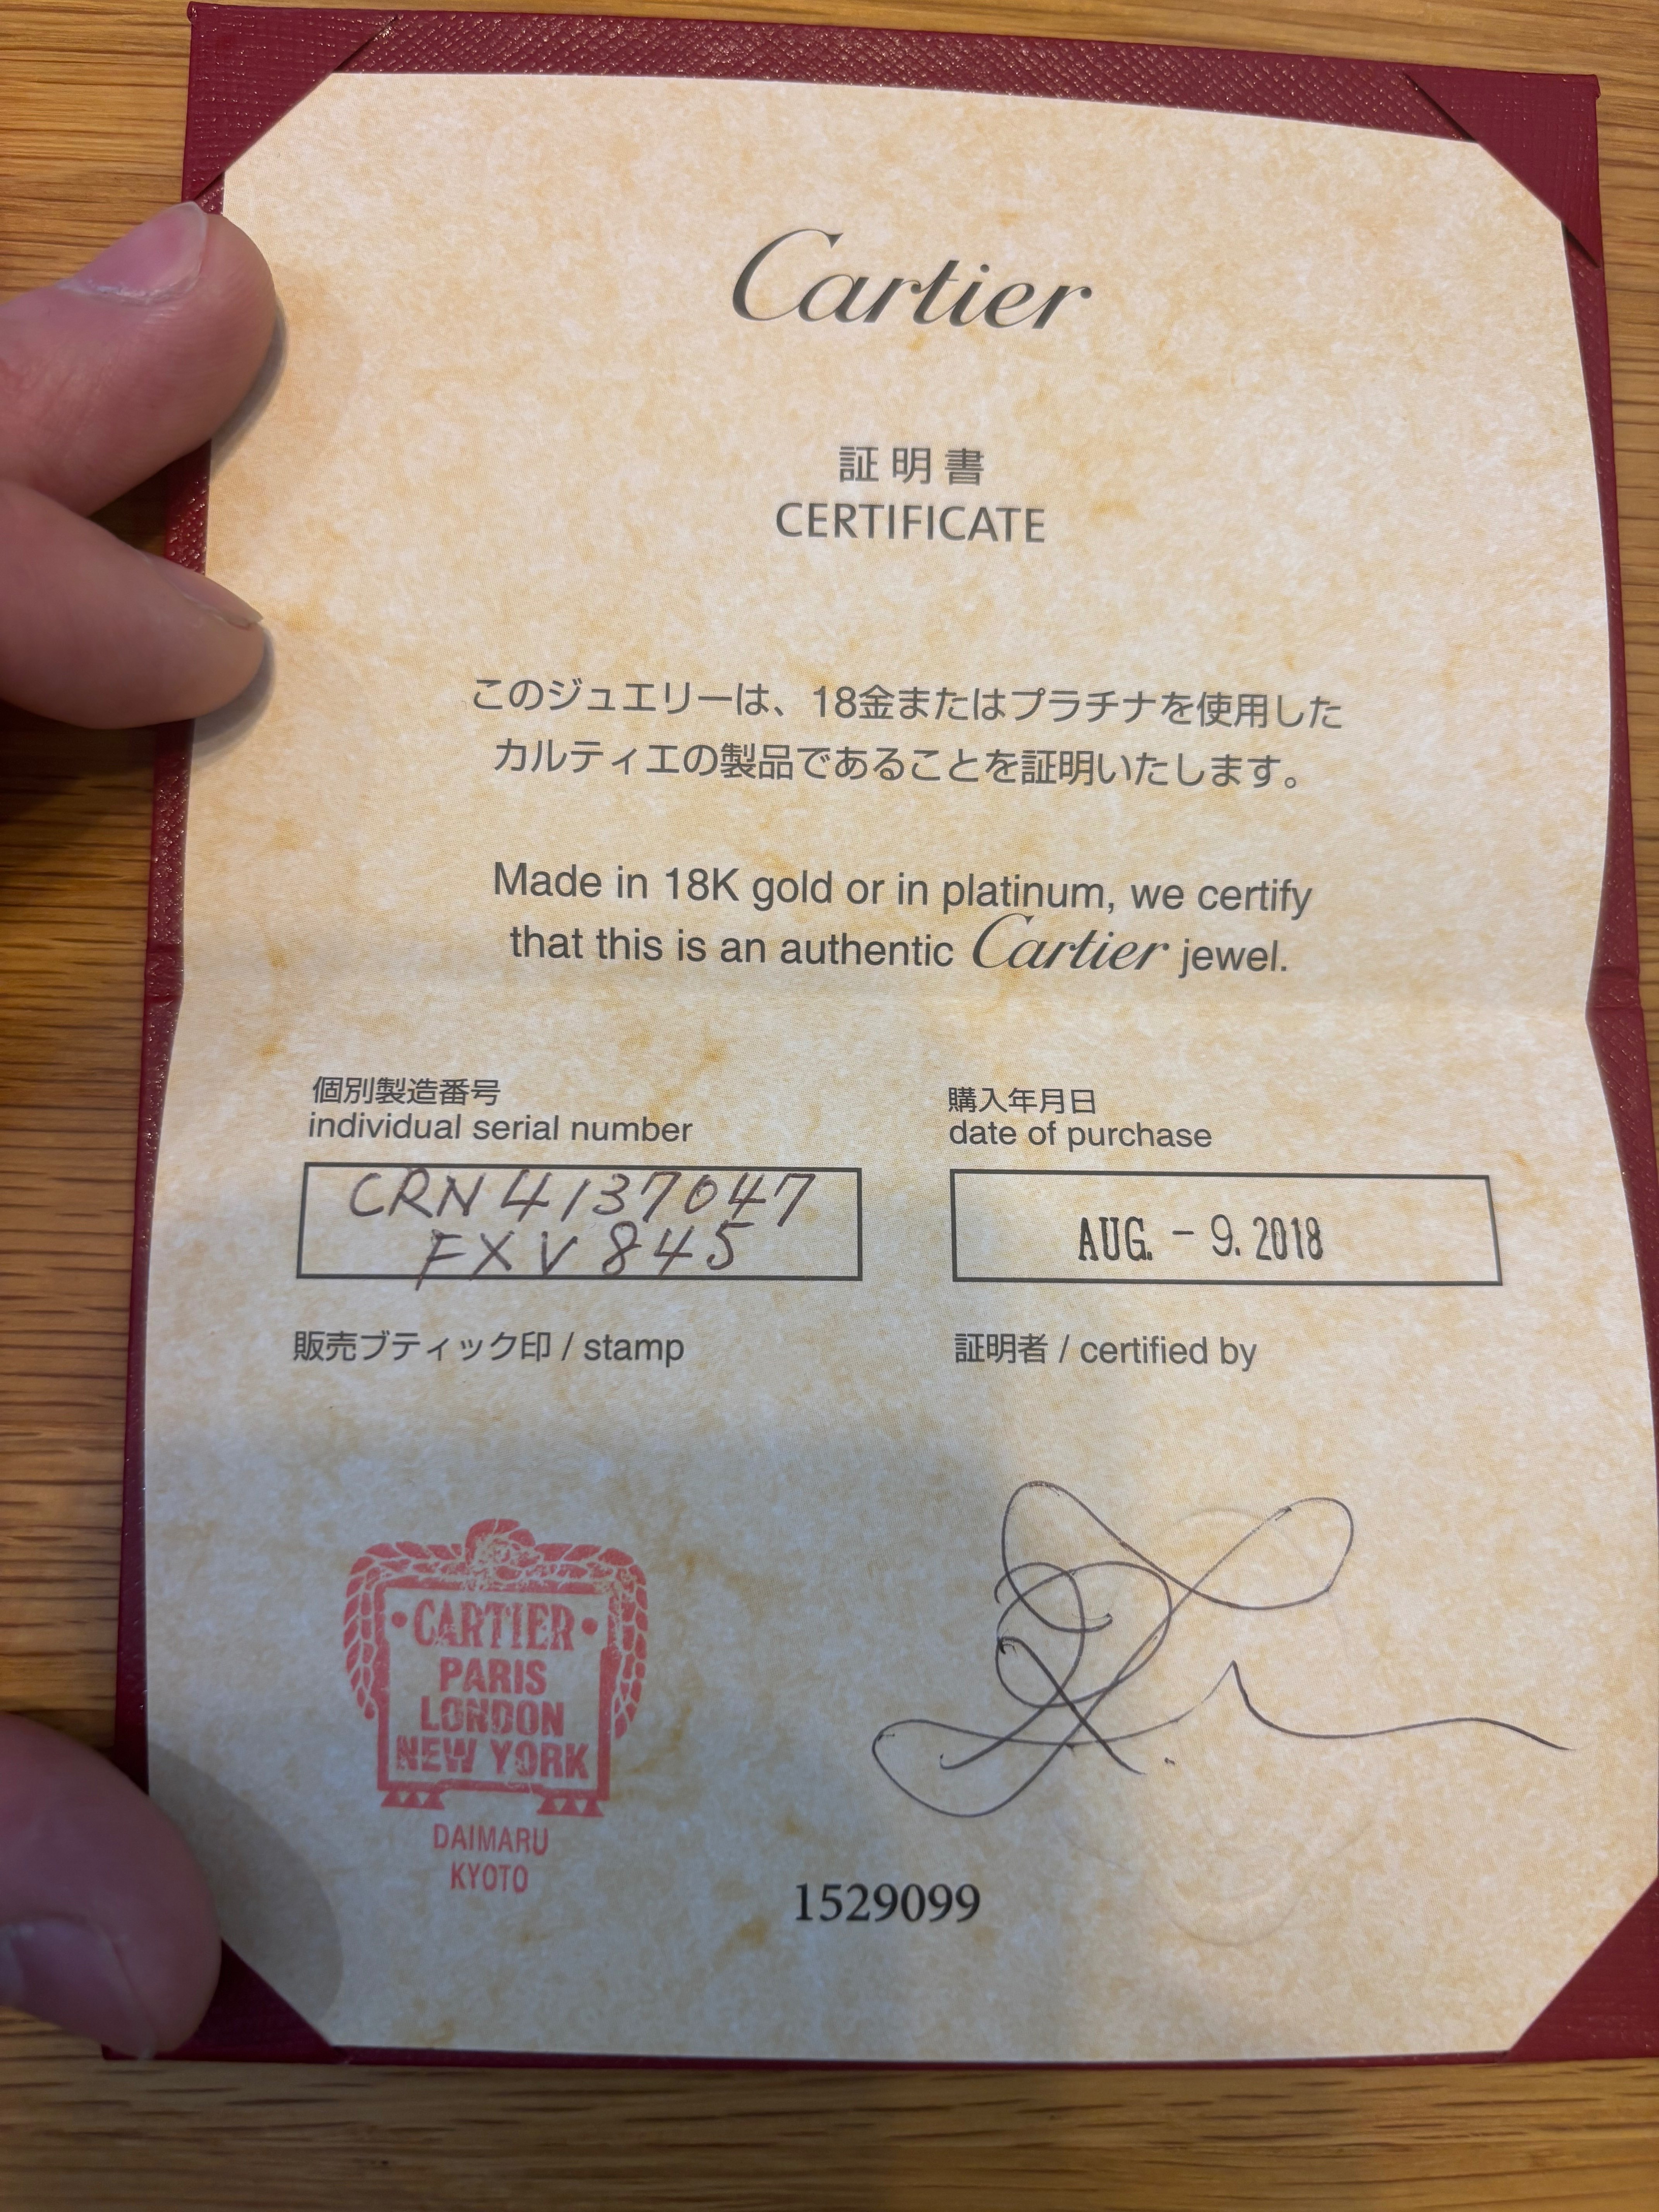 Cartier
証明書
CERTIFICATE
このジュエリーは、18金またはプラチナを使用した
カルティエの製品であることを証明いたします。
Made in 18K gold or in platinum, we certify
that this is an authentic Cartier jewel.
個別製造番号
individual serial number
CRN4137047
FXV845
購入年月日
date of purchase
AUG. - 9. 2018
販売ブティック印 / stamp
証明者 / certified by
• CARTIER •
PARIS
LONDON
NEW YORK
DAIMARU
KYOTO
1529099